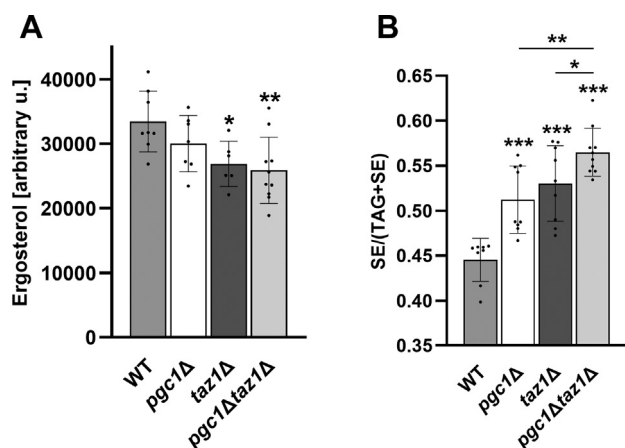 A
Ergosterol [arbitrary u.]
40000
30000
20000
10000
0
*
**
WT
pgc1Δ
taz1Δ
pgc1Δtaz1Δ
B
SE/(TAG+SE)
0.65
0.60
0.55
0.50
0.45
0.40
0.35
**
*
***
***
***
WT
pgc1Δ
taz1Δ
pgc1Δtaz1Δ